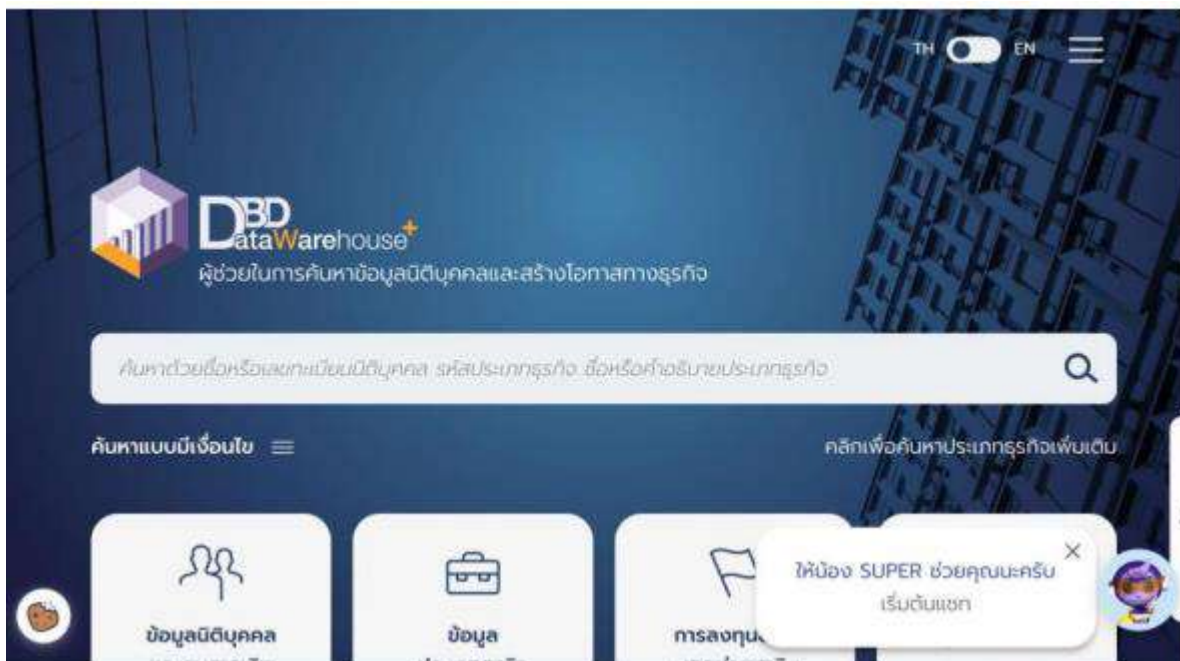 TH EN
DBD
DataWarehouse+
ผู้ช่วยในการค้นหาข้อมูลนิติบุคคลและสร้างโอกาสทางธุรกิจ
ค้นหาด้วยชื่อหรือเลขทะเบียนนิติบุคคล รหัสประเภทธุรกิจ ชื่อหรือคำอธิบายประเภทธุรกิจ
ค้นหาแบบมีเงื่อนไข
คลิกเพื่อค้นหาประเภทธุรกิจเพิ่มเติม
ข้อมูลนิติบุคคล
ข้อมูล
การลงทุน
ให้น้อง SUPER ช่วยคุณนะครับ
เริ่มต้นแชท